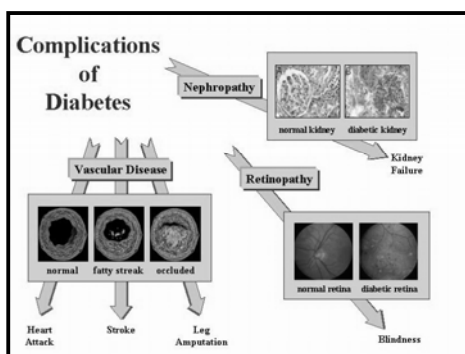 Complications
of
Diabetes
Nephropathy
normal kidney diabetic kidney
Kidney
Failure
Vascular Disease
normal fatty streak occluded
Heart
Attack
Stroke
Leg
Amputation
Retinopathy
normal retina diabetic retina
Blindness